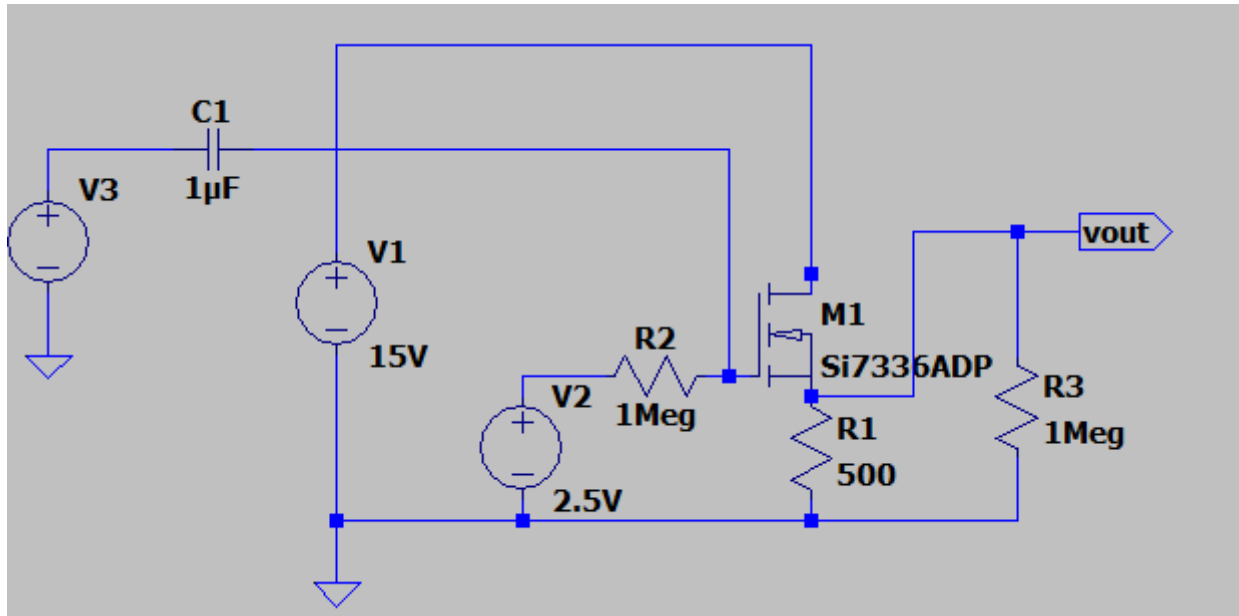 C1
1µF
V3
V1
15V
vout
M1
Si7336ADP
R2
1Meg
V2
2.5V
R1
500
R3
1Meg